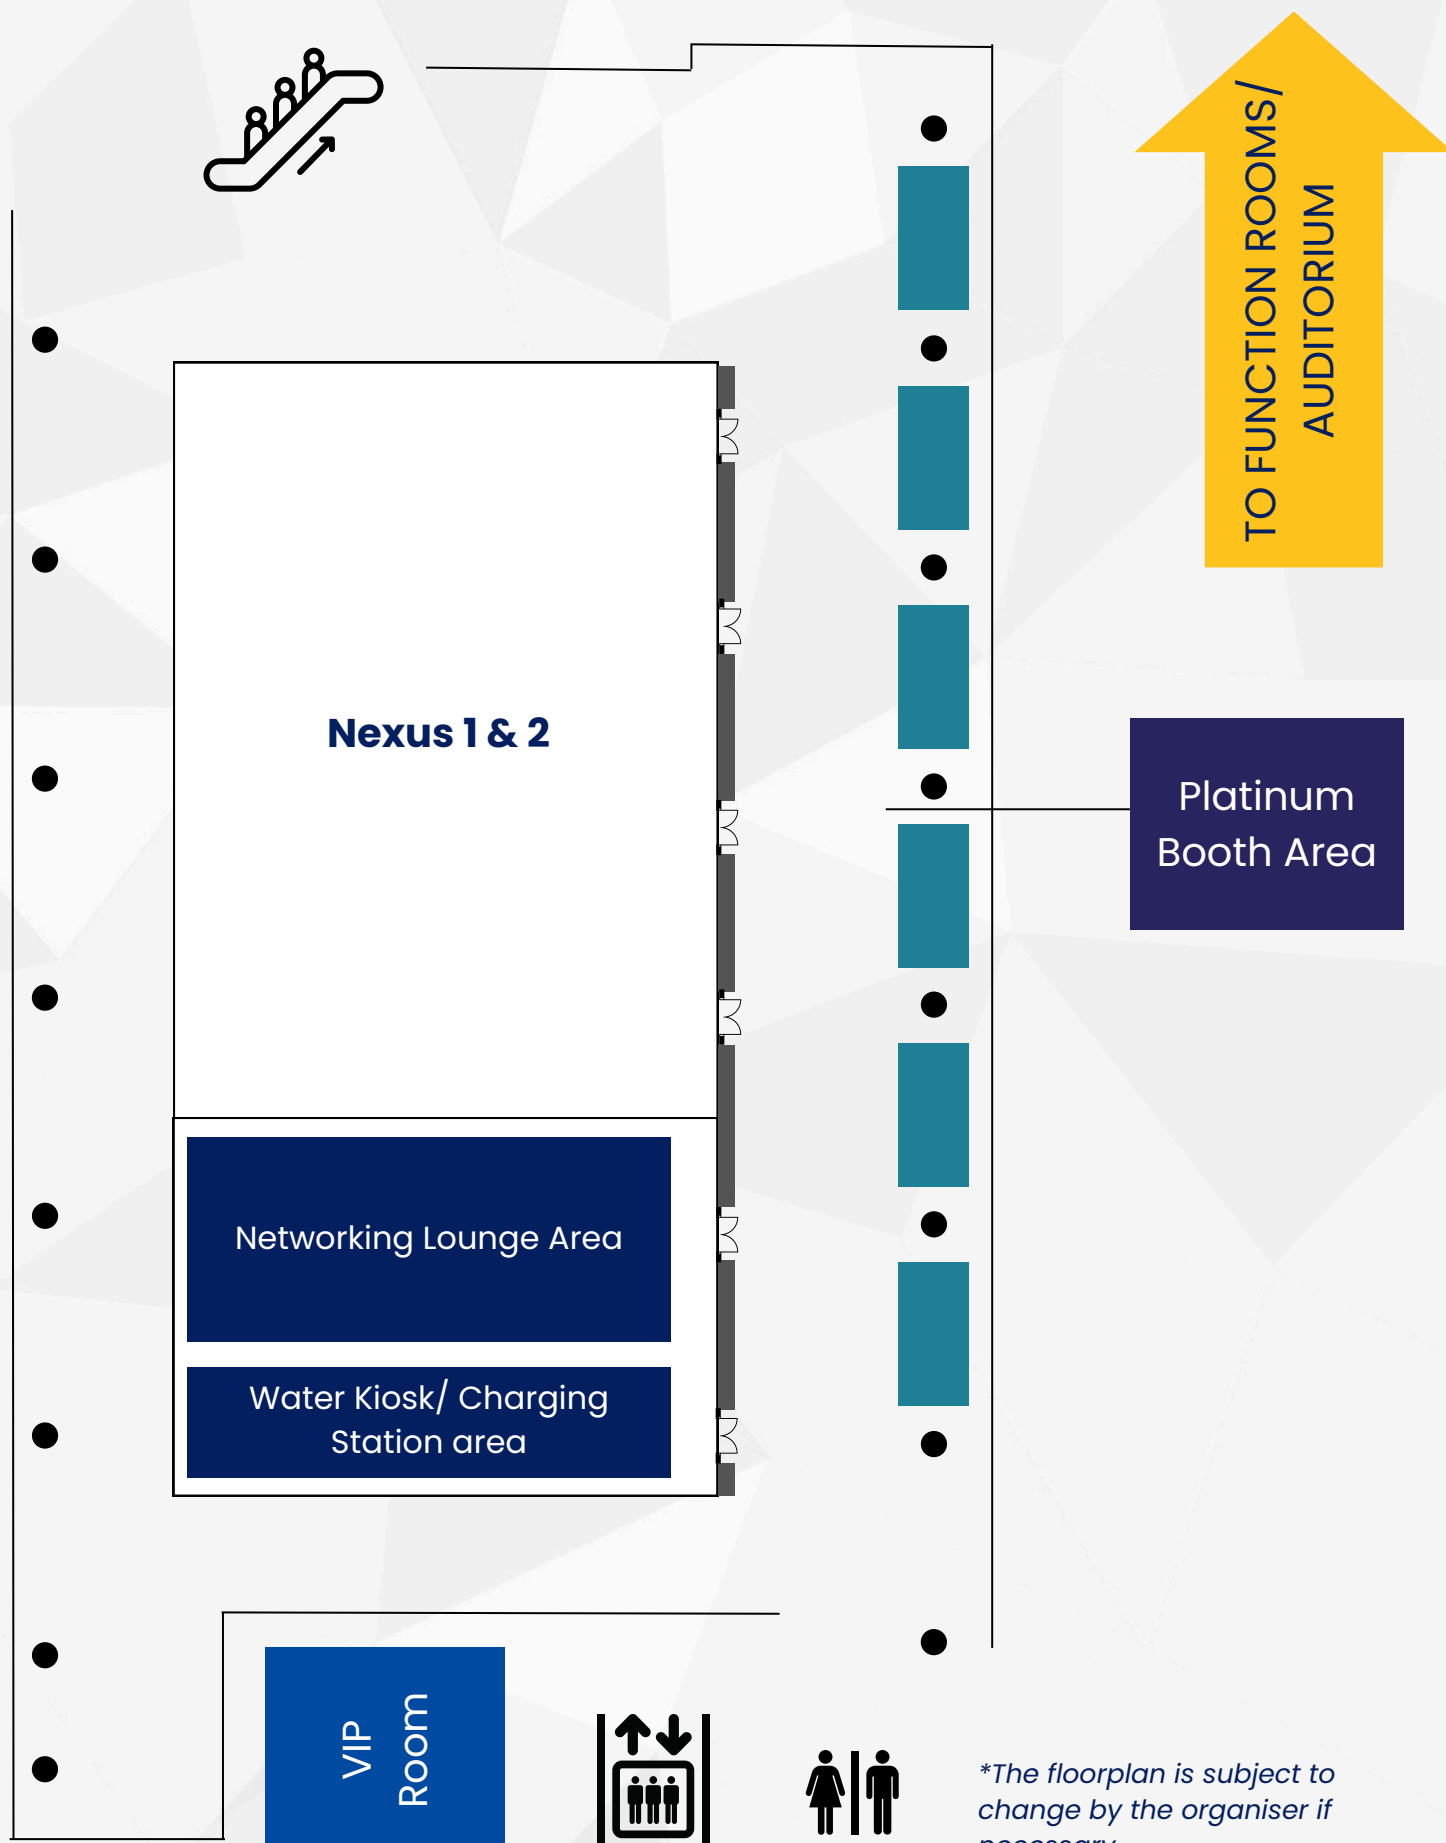 TO FUNCTION ROOMS/
AUDITORIUM
Nexus 1 & 2
Platinum
Booth Area
Networking Lounge Area
Water Kiosk/ Charging
Station area
VIP
Room
*The floorplan is subject to
change by the organiser if
necessary